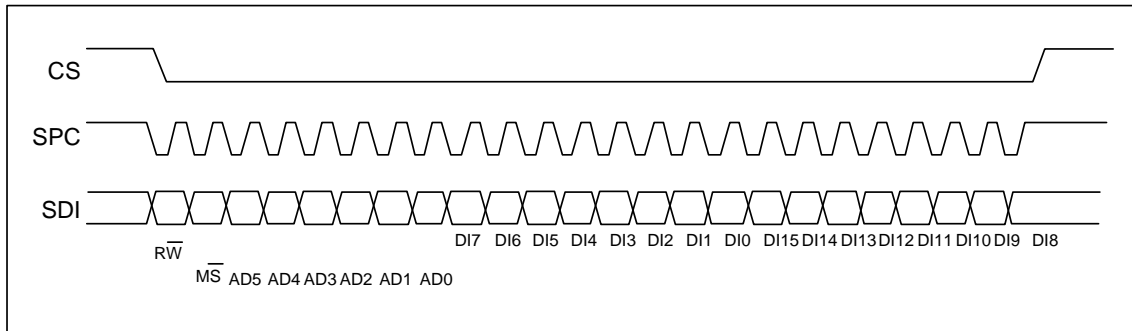 CS
SPC
SDI
RW̅
DI7 DI6 DI5 DI4 DI3 DI2 DI1 DI0 DI15 DI14 DI13 DI12 DI11 DI10 DI9 DI8
MS̅ AD5 AD4 AD3 AD2 AD1 AD0